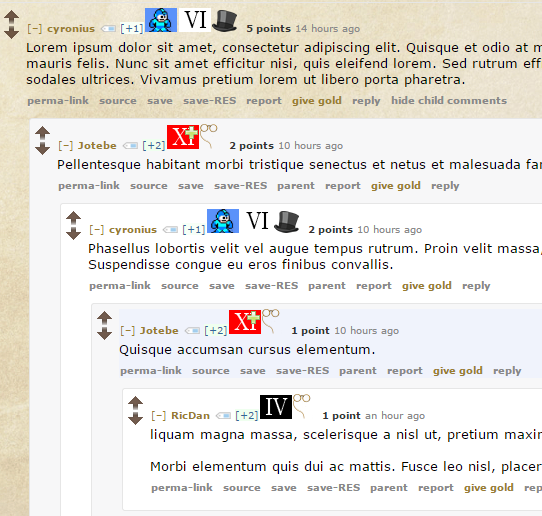 [–] cyronius [+1] VI 5 points 14 hours ago
Lorem ipsum dolor sit amet, consectetur adipiscing elit. Quisque et odio at m
mauris felis. Nunc sit amet efficitur nisi, quis eleifend lorem. Sed rutrum eff
sodales ultrices. Vivamus pretium lorem ut libero porta pharetra.
perma-link source save save-RES report give gold reply hide child comments
[–] Jotebe [+2] XI 2 points 10 hours ago
Pellentesque habitant morbi tristique senectus et netus et malesuada fa
perma-link source save save-RES parent report give gold reply
[–] cyronius [+1] VI 2 points 10 hours ago
Phasellus lobortis velit vel augue tempus rutrum. Proin velit massa,
Suspendisse congue eu eros finibus convallis.
perma-link source save save-RES parent report give gold reply
[–] Jotebe [+2] XI 1 point 10 hours ago
Quisque accumsan cursus elementum.
perma-link source save save-RES parent report give gold reply
[–] RicDan [+2] IV 1 point an hour ago
liquam magna massa, scelerisque a nisl ut, pretium maxin
Morbi elementum quis dui ac mattis. Fusce leo nisl, placer
perma-link source save save-RES parent report give gold reply